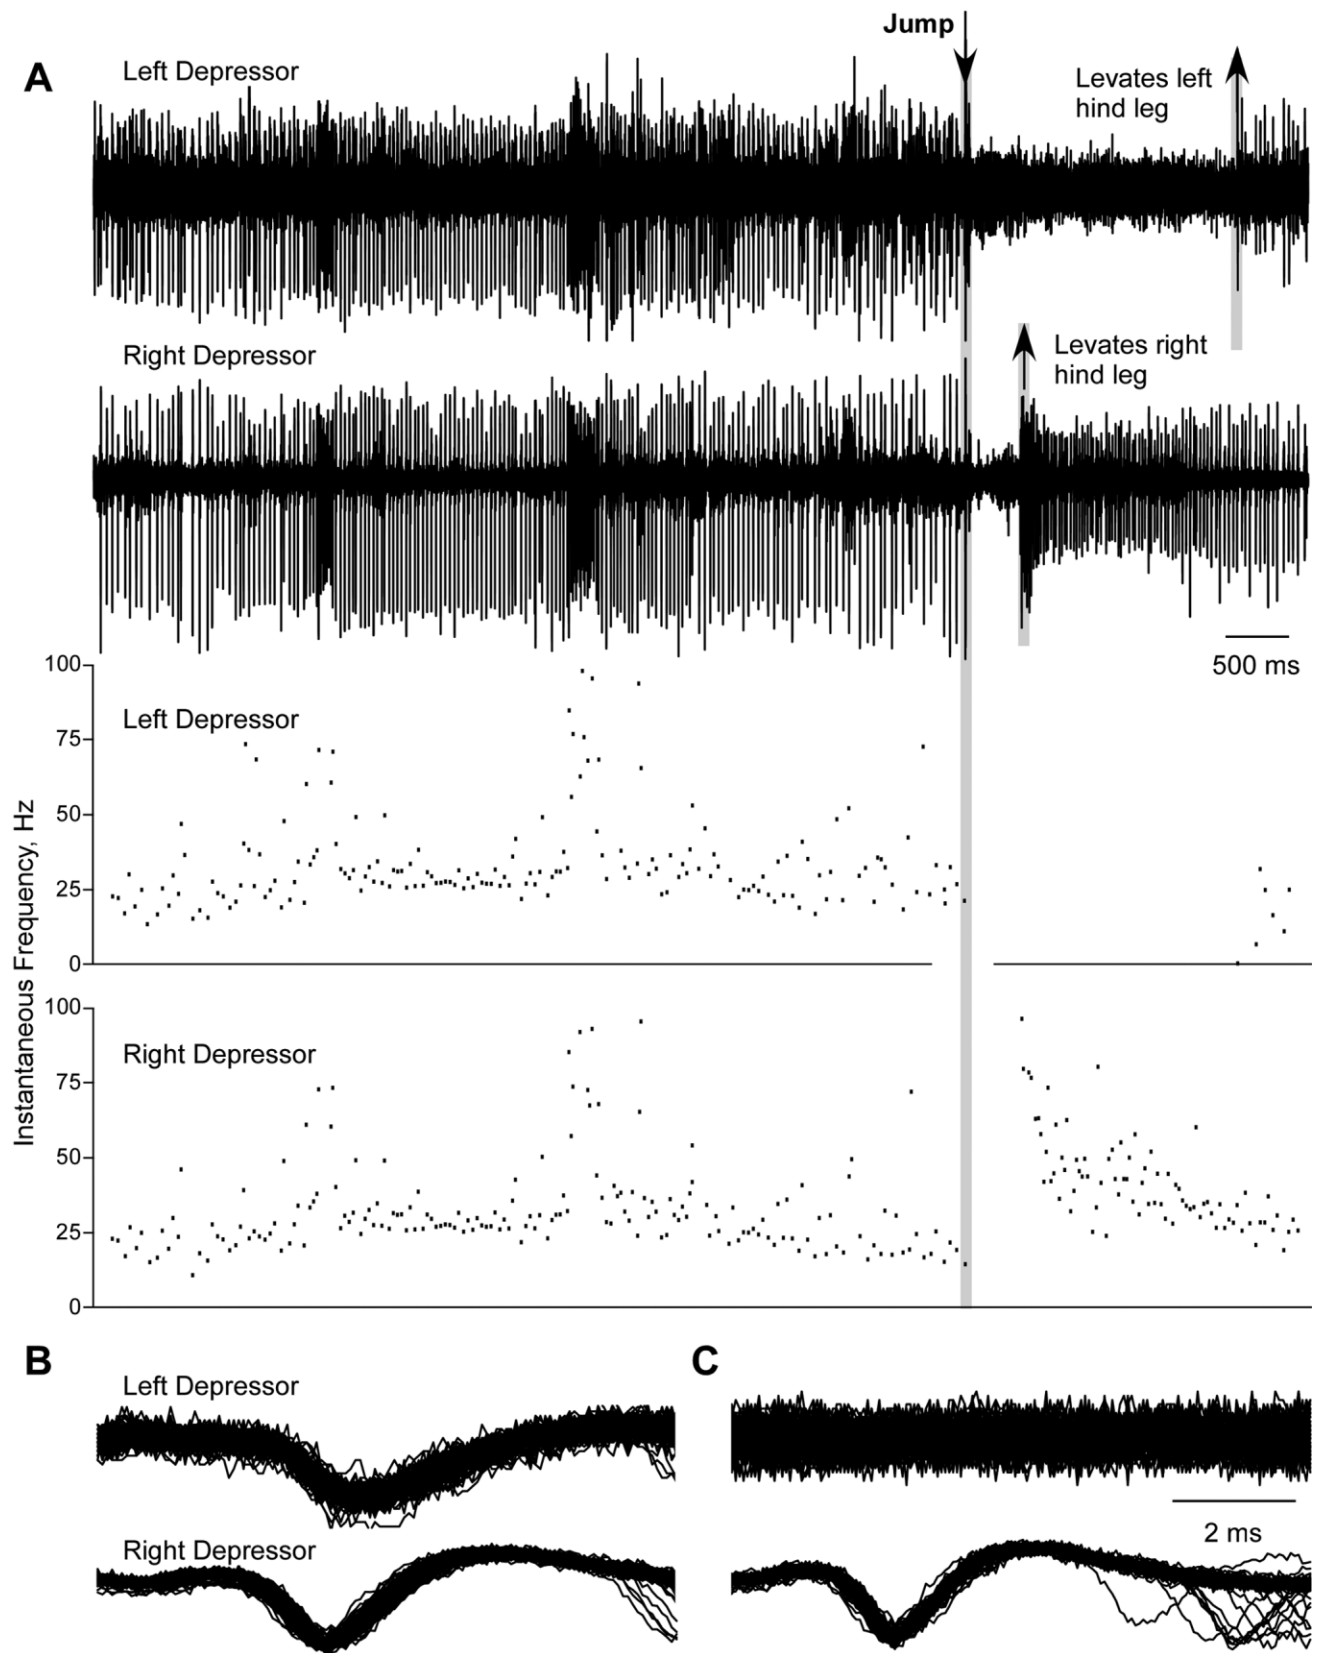 A
Left Depressor
Jump
Levates left
hind leg
Right Depressor
Levates right
hind leg
500 ms
Instantaneous Frequency, Hz
100
75
50
25
0
Left Depressor
100
75
50
25
0
Right Depressor
B
Left Depressor
Right Depressor
C
2 ms